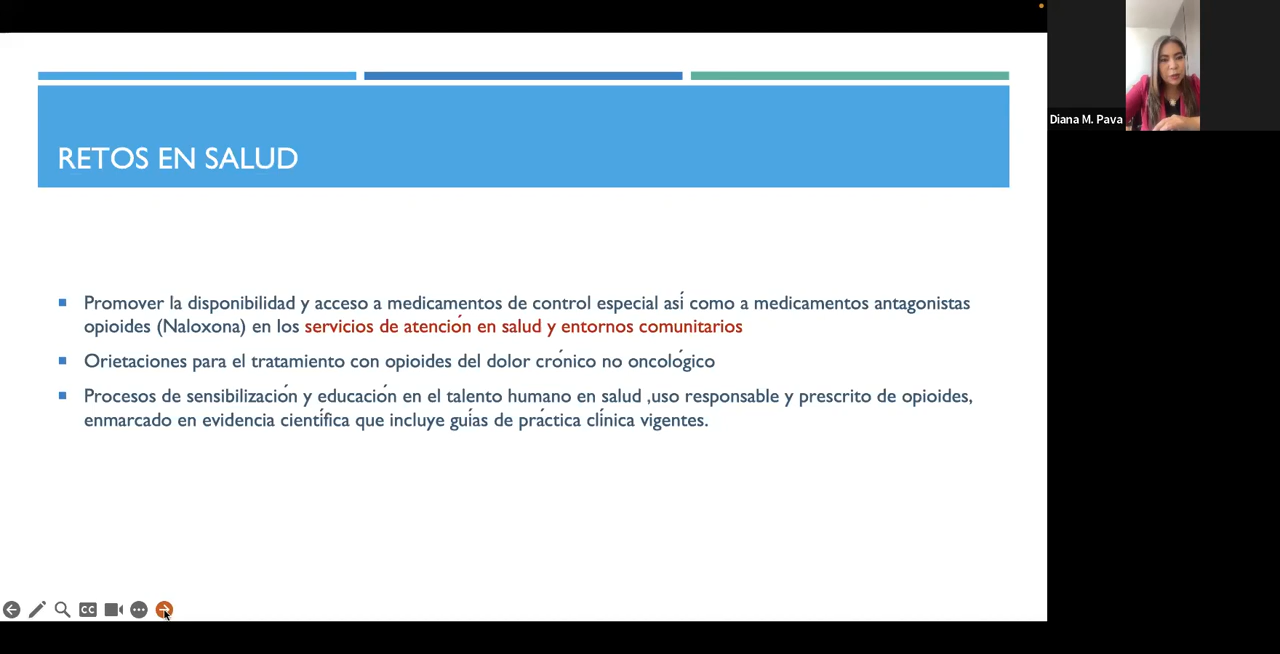 RETOS EN SALUD
Promover la disponibilidad y acceso a medicamentos de control especial así como a medicamentos antagonistas
opioides (Naloxona) en los servicios de atención en salud y entornos comunitarios
Orietaciones para el tratamiento con opioides del dolor crónico no oncológico
Procesos de sensibilización y educación en el talento humano en salud ,uso responsable y prescrito de opioides,
enmarcado en evidencia científica que incluye guías de práctica clínica vigentes.
CC
Diana M. Pava